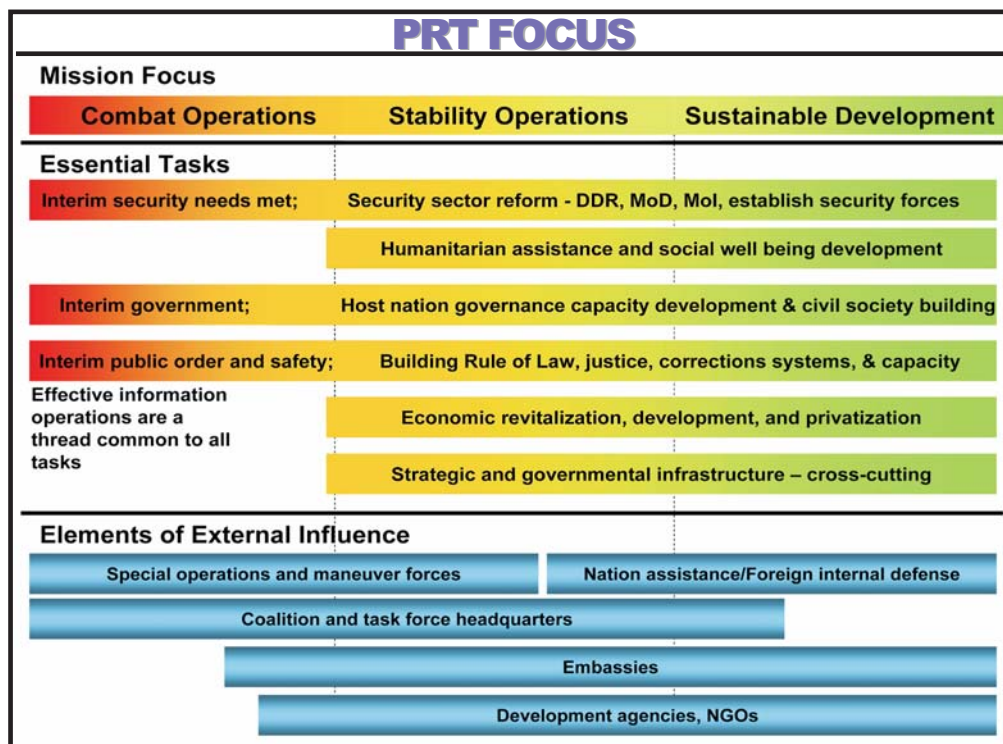 PRT FOCUS
Mission Focus
Combat Operations
Stability Operations
Sustainable Development
Essential Tasks
Interim security needs met;
Security sector reform - DDR, MoD, MoI, establish security forces
Humanitarian assistance and social well being development
Interim government;
Host nation governance capacity development & civil society building
Interim public order and safety;
Building Rule of Law, justice, corrections systems, & capacity
Effective information
operations are a
thread common to all
tasks
Economic revitalization, development, and privatization
Strategic and governmental infrastructure – cross-cutting
Elements of External Influence
Special operations and maneuver forces
Nation assistance/Foreign internal defense
Coalition and task force headquarters
Embassies
Development agencies, NGOs